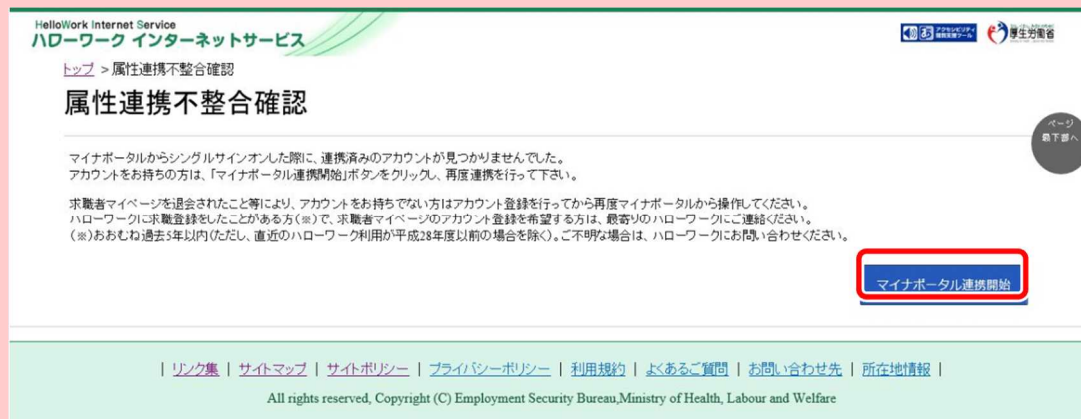 HelloWork Internet Service
ハローワーク インターネットサービス
厚生労働省
トップ > 属性連携不整合確認
属性連携不整合確認
ページ
最下部へ
マイナポータルからシングルサインオンした際に、連携済みのアカウントが見つかりませんでした。
アカウントをお持ちの方は、「マイナポータル連携開始」ボタンをクリックし、再度連携を行って下さい。
求職者マイページを退会されたこと等により、アカウントをお持ちでない方はアカウント登録を行ってから再度マイナポータルから操作してください。
ハローワークに求職登録をしたことがある方(※)で、求職者マイページのアカウント登録を希望する方は、最寄りのハローワークにご連絡ください。
(※)おおむね過去5年以内(ただし、直近のハローワーク利用が平成28年度以前の場合を除く)。ご不明な場合は、ハローワークにお問い合わせください。
マイナポータル連携開始
| リンク集 | サイトマップ | サイトポリシー | プライバシーポリシー | 利用規約 | よくあるご質問 | お問い合わせ先 | 所在地情報 |
All rights reserved, Copyright (C) Employment Security Bureau,Ministry of Health, Labour and Welfare